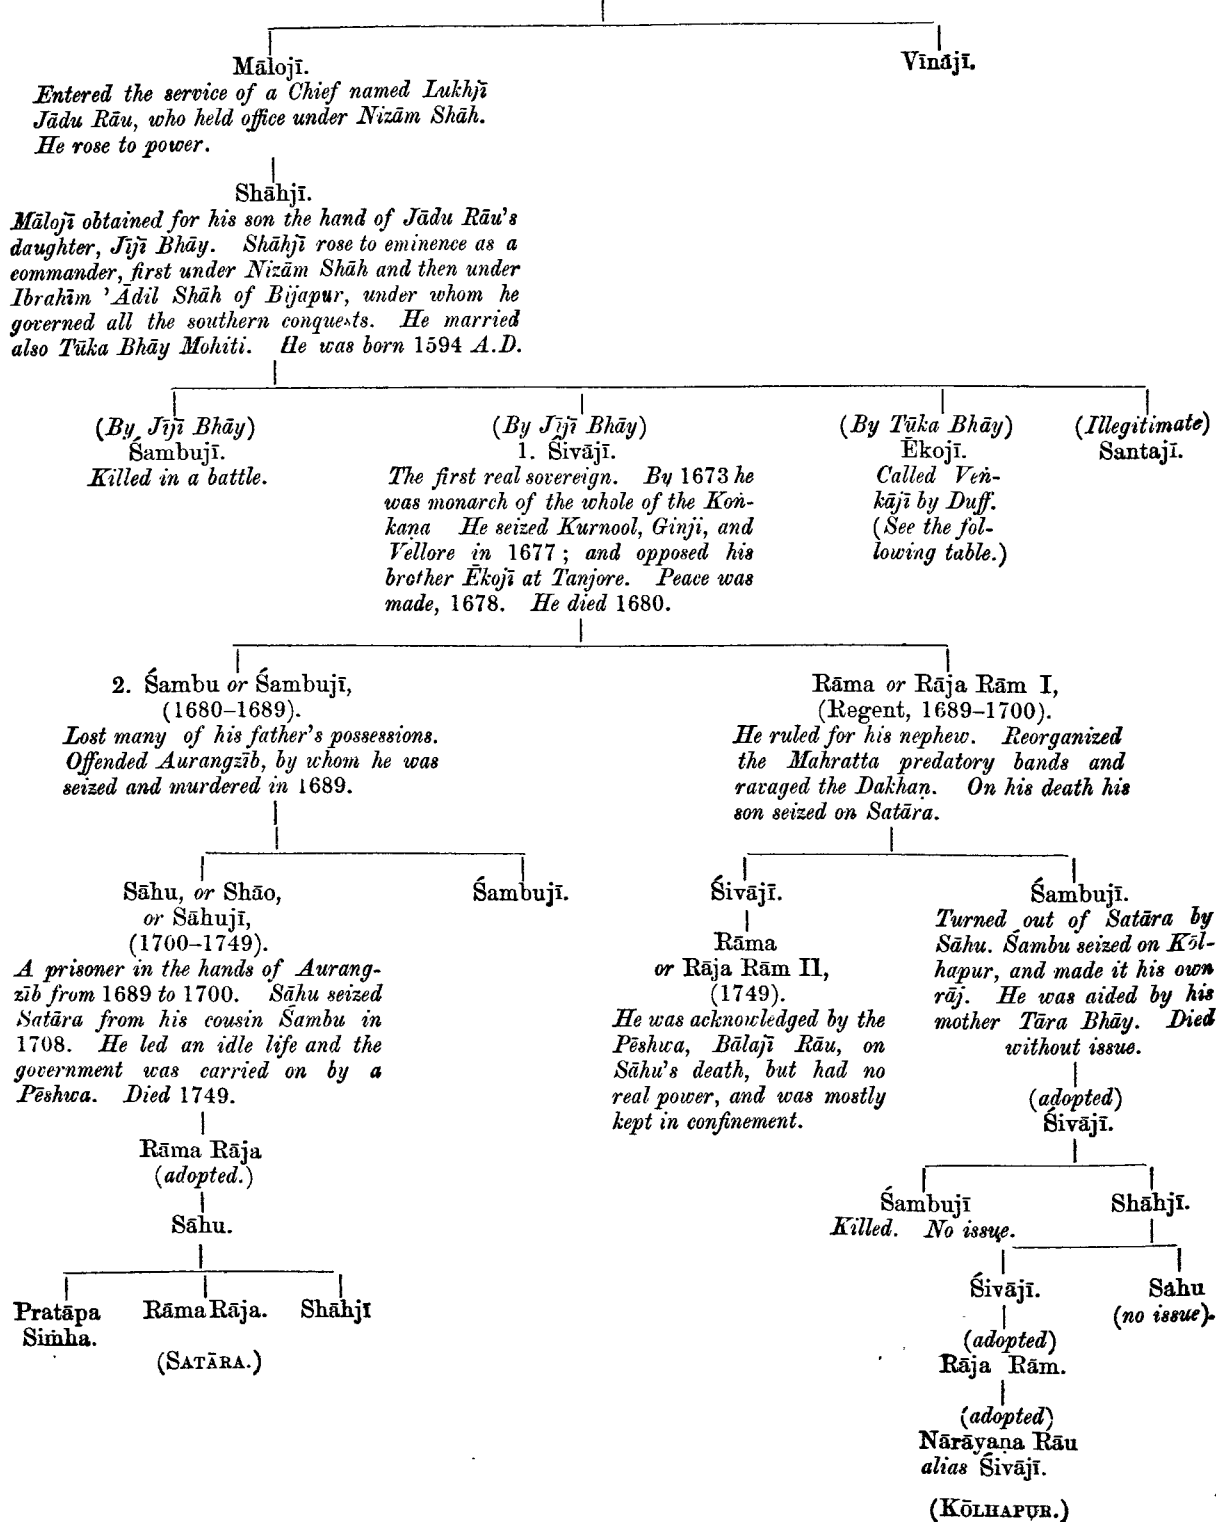 Mālojī.
Entered the service of a Chief named Lukhjī
Jādu Rāu, who held office under Nizām Shāh.
He rose to power.
Vīnājī.
Shāhjī.
Mālojī obtained for his son the hand of Jādu Rāu's
daughter, Jījī Bhāy. Shāhjī rose to eminence as a
commander, first under Nizām Shāh and then under
Ibrahīm 'Ādil Shāh of Bijapur, under whom he
governed all the southern conquests. He married
also Tūka Bhāy Mohiti. He was born 1594 A.D.
(By Jījī Bhāy)
Śambujī.
Killed in a battle.
(By Jījī Bhāy)
1. Śivājī.
The first real sovereign. By 1673 he
was monarch of the whole of the Koṅ-
kaṇa He seized Kurnool, Ginji, and
Vellore in 1677; and opposed his
brother Ēkojī at Tanjore. Peace was
made, 1678. He died 1680.
(By Tūka Bhāy)
Ēkojī.
Called Veṅ-
kājī by Duff.
(See the fol-
lowing table.)
(Illegitimate)
Santajī.
2. Śambu or Śambujī,
(1680–1689).
Lost many of his father's possessions.
Offended Aurangzīb, by whom he was
seized and murdered in 1689.
Rāma or Rāja Rām I,
(Regent, 1689–1700).
He ruled for his nephew. Reorganized
the Mahratta predatory bands and
ravaged the Dakhaṇ. On his death his
son seized on Satāra.
Sāhu, or Shāo,
or Sāhujī,
(1700–1749).
A prisoner in the hands of Aurang-
zīb from 1689 to 1700. Sāhu seized
Satāra from his cousin Śambu in
1708. He led an idle life and the
government was carried on by a
Pēshwa. Died 1749.
Śambujī.
Śivājī.
Rāma
or Rāja Rām II,
(1749).
He was acknowledged by the
Pēshwa, Bālajī Rāu, on
Sāhu's death, but had no
real power, and was mostly
kept in confinement.
Śambujī.
Turned out of Satāra by
Sāhu. Śambu seized on Kōl-
hapur, and made it his own
rāj. He was aided by his
mother Tāra Bhāy. Died
without issue.
Rāma Rāja
(adopted.)
Sāhu.
Pratāpa
Siṁha.
Rāma Rāja.
Shāhjī
(SATĀRA.)
(adopted)
Śivājī.
Śambujī
Killed. No issue.
Shāhjī.
Śivājī.
Sāhu
(no issue).
(adopted)
Rāja Rām.
(adopted)
Nārāyaṇa Rāu
alias Śivājī.
(KŌLHAPUR.)